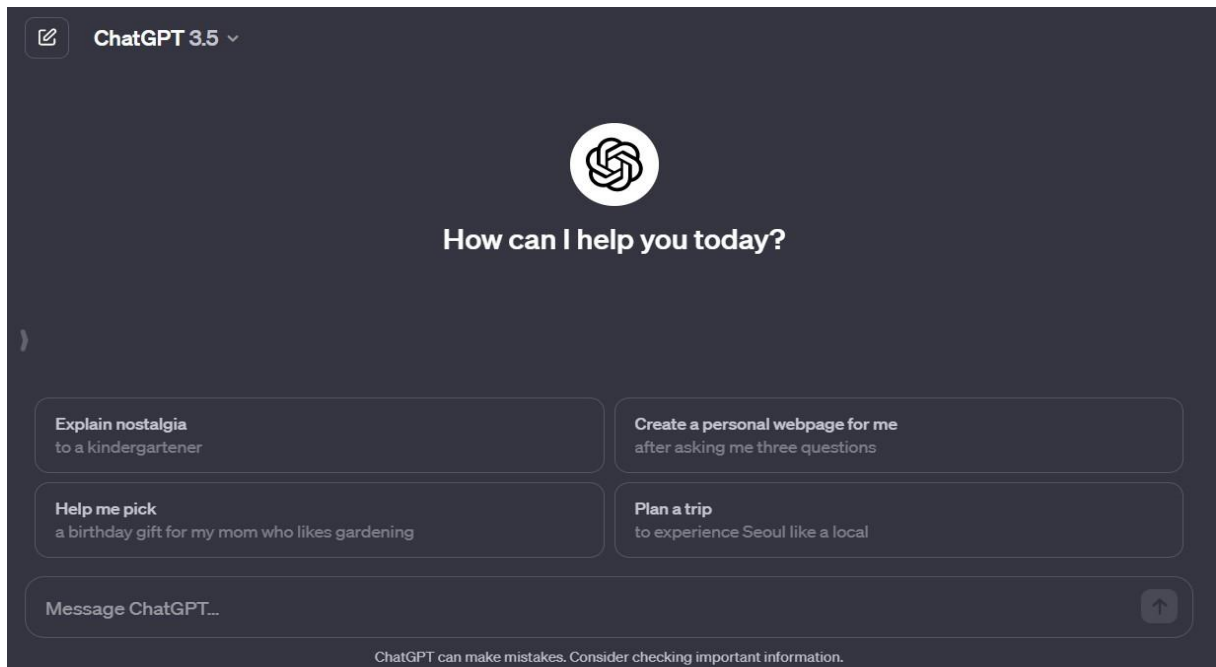 ChatGPT 3.5
How can I help you today?
Explain nostalgia
to a kindergartener
Create a personal webpage for me
after asking me three questions
Help me pick
a birthday gift for my mom who likes gardening
Plan a trip
to experience Seoul like a local
Message ChatGPT...
ChatGPT can make mistakes. Consider checking important information.